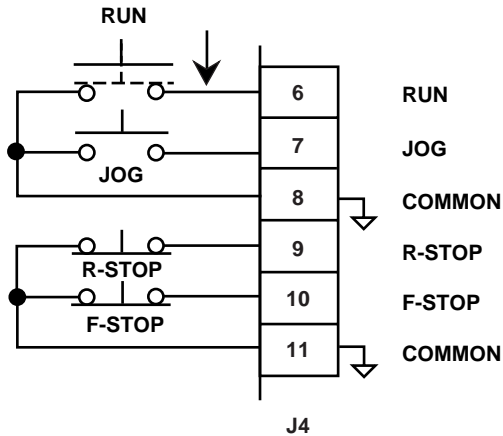 RUN
6 RUN
7 JOG
JOG
8 COMMON
9 R-STOP
R-STOP
10 F-STOP
F-STOP
11 COMMON
J4